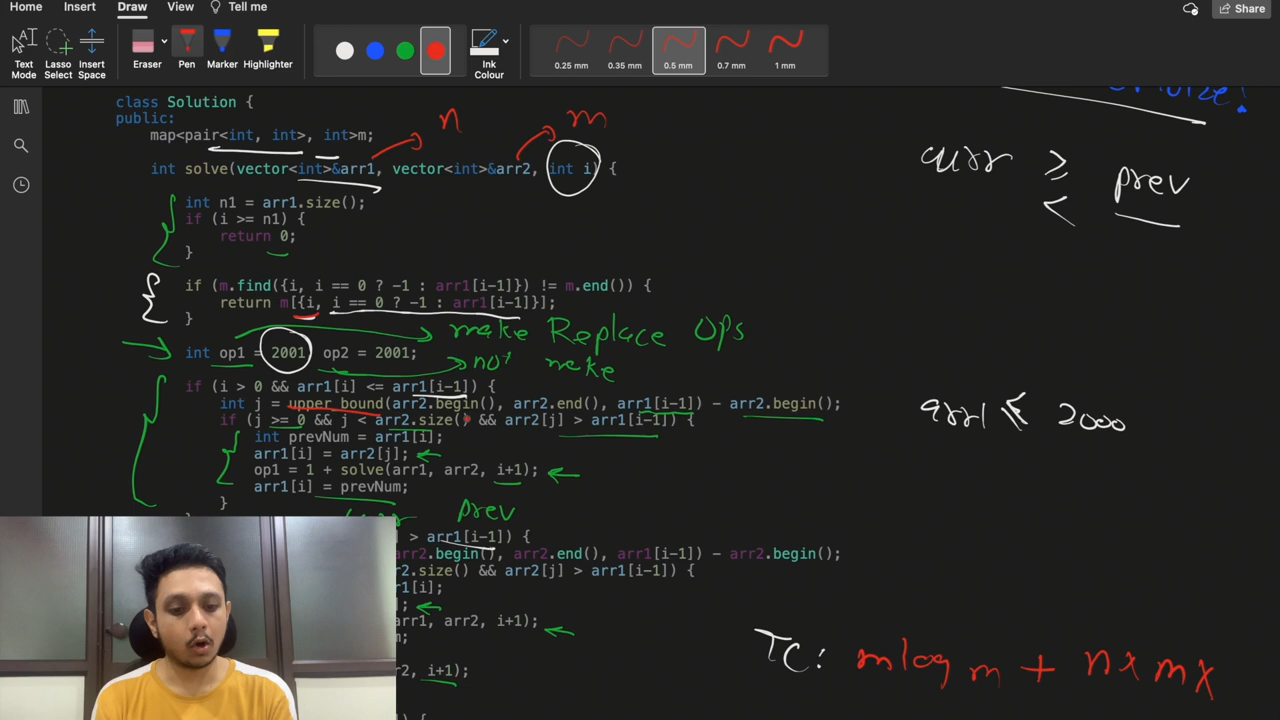 Home Insert Draw View Tell me Share
Text Mode Lasso Select Insert Space Eraser Pen Marker Highlighter Ink Colour 0.25 mm 0.35 mm 0.5 mm 0.7 mm 1 mm
class Solution {
public:
n m
map<pair<int, int>, int>m;
int solve(vector<int>&arr1, vector<int>&arr2, int i) {
curr ≥ prev
<
int n1 = arr1.size();
if (i >= n1) {
return 0;
}
if (m.find({i, i == 0 ? -1 : arr1[i-1]}) != m.end()) {
return m[{i, i == 0 ? -1 : arr1[i-1]}];
}
make Replace Ops
int op1 = 2001, op2 = 2001;
not make
if (i > 0 && arr1[i] <= arr1[i-1]) {
int j = upper_bound(arr2.begin(), arr2.end(), arr1[i-1]) - arr2.begin();
arr1 ≤ 2000
if (j >= 0 && j < arr2.size() && arr2[j] > arr1[i-1]) {
int prevNum = arr1[i];
arr1[i] = arr2[j];
op1 = 1 + solve(arr1, arr2, i+1);
arr1[i] = prevNum;
}
prev
> arr1[i-1]) {
arr2.begin(), arr2.end(), arr1[i-1]) - arr2.begin();
.size() && arr2[j] > arr1[i-1]) {
[i];
];
arr1, arr2, i+1);
m;
2, i+1);
TC: m log m + n x m x